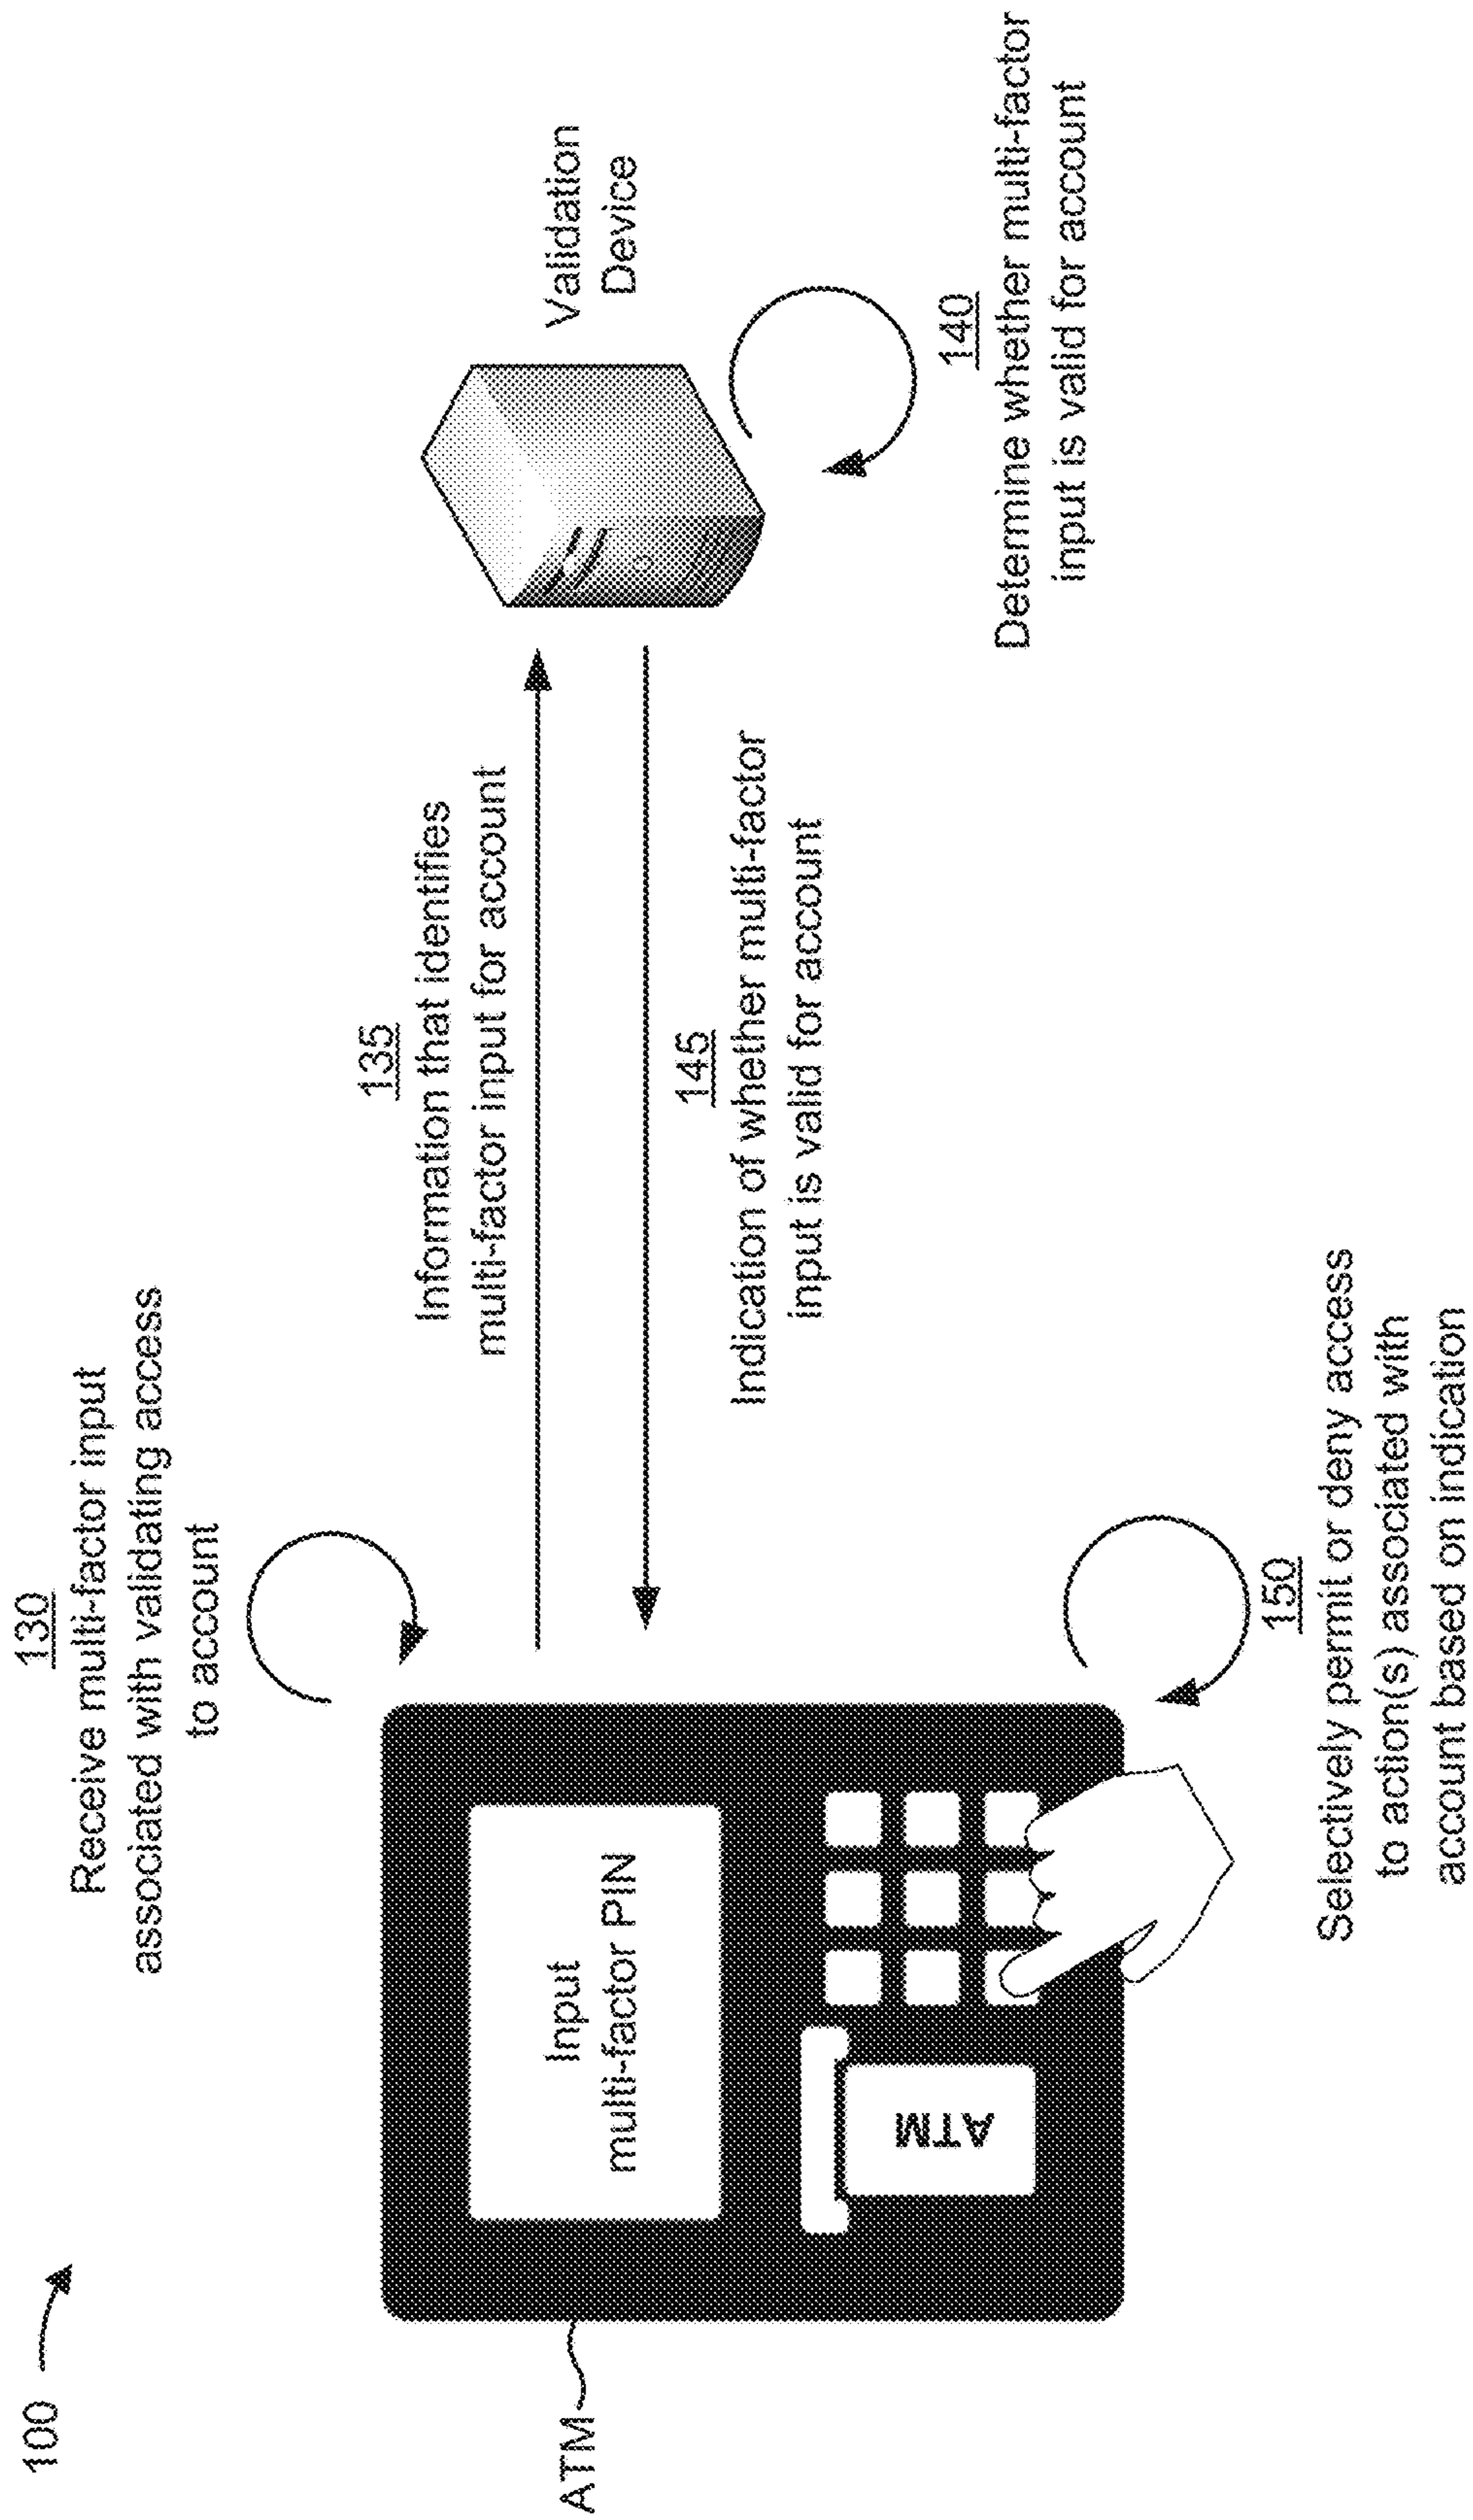 100
130
Receive multi-factor input
associated with validating access
to account
ATM
Input
multi-factor PIN
ATM
135
Information that identifies
multi-factor input for account
145
Indication of whether multi-factor
input is valid for account
Validation
Device
140
Determine whether multi-factor
input is valid for account
150
Selectively permit or deny access
to action(s) associated with
account based on indication